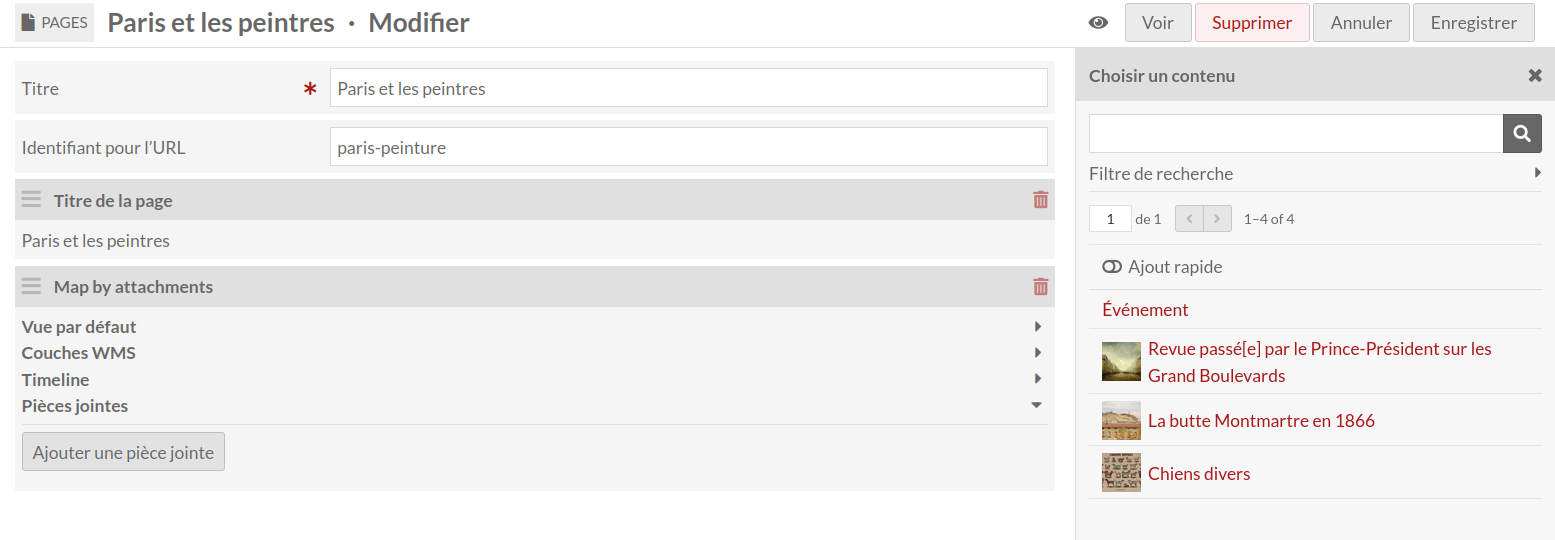 PAGES Paris et les peintres · Modifier
Voir Supprimer Annuler Enregistrer
Titre * Paris et les peintres
Identifiant pour l’URL paris-peinture
Titre de la page
Paris et les peintres
Map by attachments
Vue par défaut
Couches WMS
Timeline
Pièces jointes
Ajouter une pièce jointe
Choisir un contenu
Filtre de recherche
1 de 1 1–4 of 4
Ajout rapide
Événement
Revue passé[e] par le Prince-Président sur les
Grand Boulevards
La butte Montmartre en 1866
Chiens divers